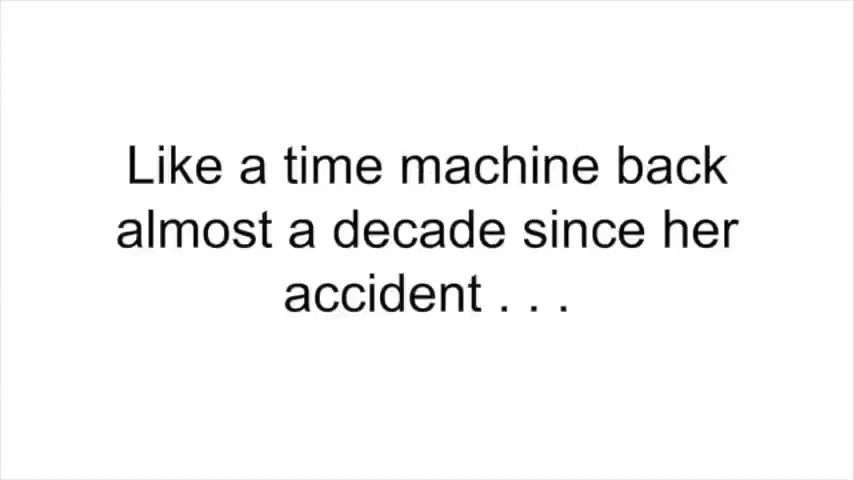 Like a time machine back
almost a decade since her
accident . . .